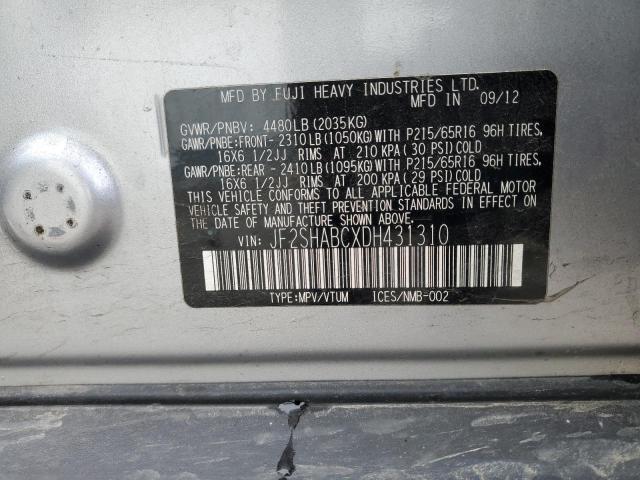 MFD BY FUJI HEAVY INDUSTRIES LTD.
09/12
GVWR/PNBV: 4480LB(2035KG)
GAWR/PNBE:FRONT- 2310LB(1050KG)WITH P215/65R16 96H TIRES,
16X6 1/2JJ RIMS AT 210 KPA(30 PSI)COLD
GAWR/PNBE:REAR - 2410LB(1095KG)WITH P215/65R16 96H TIRES,
16X6 1/2JJ RIMS AT 200 KPA(29 PSI)COLD
THIS VEHICLE CONFORMS TO ALL APPLICABLE FEDERAL MOTOR
VEHICLE SAFETY AND THEFT PREVENTION STANDARDS IN EFFECT ON
THE DATE OF MANUFACTURE SHOWN ABOVE.
VIN: JF2SHABCXDH431310
TYPE:MPV/VTUM ICES/NMB-002